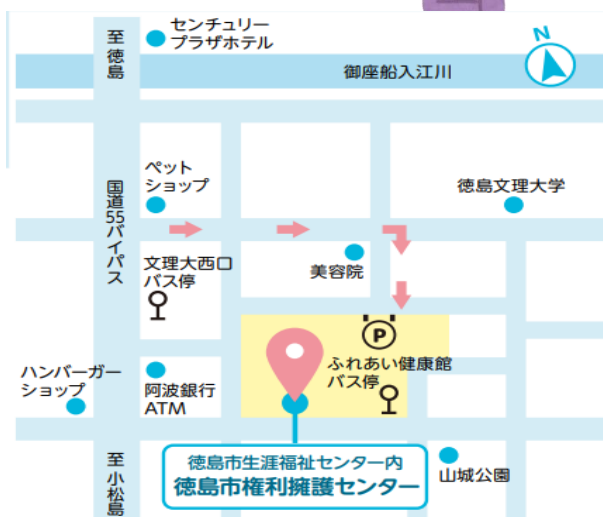 至徳島
センチュリー
プラザホテル
N
御座船入江川
国道55バイパス
ペット
ショップ
徳島文理大学
文理大西口
バス停
美容院
P
ふれあい健康館
バス停
ハンバーガー
ショップ
阿波銀行
ATM
至小松島
徳島市生涯福祉センター内
徳島市権利擁護センター
山城公園